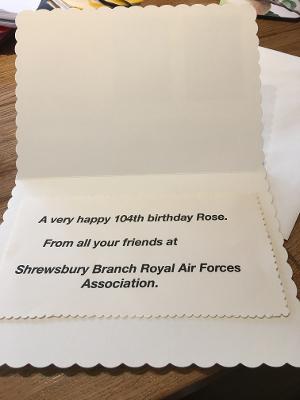 A very happy 104th birthday Rose.
From all your friends at
Shrewsbury Branch Royal Air Forces
Association.